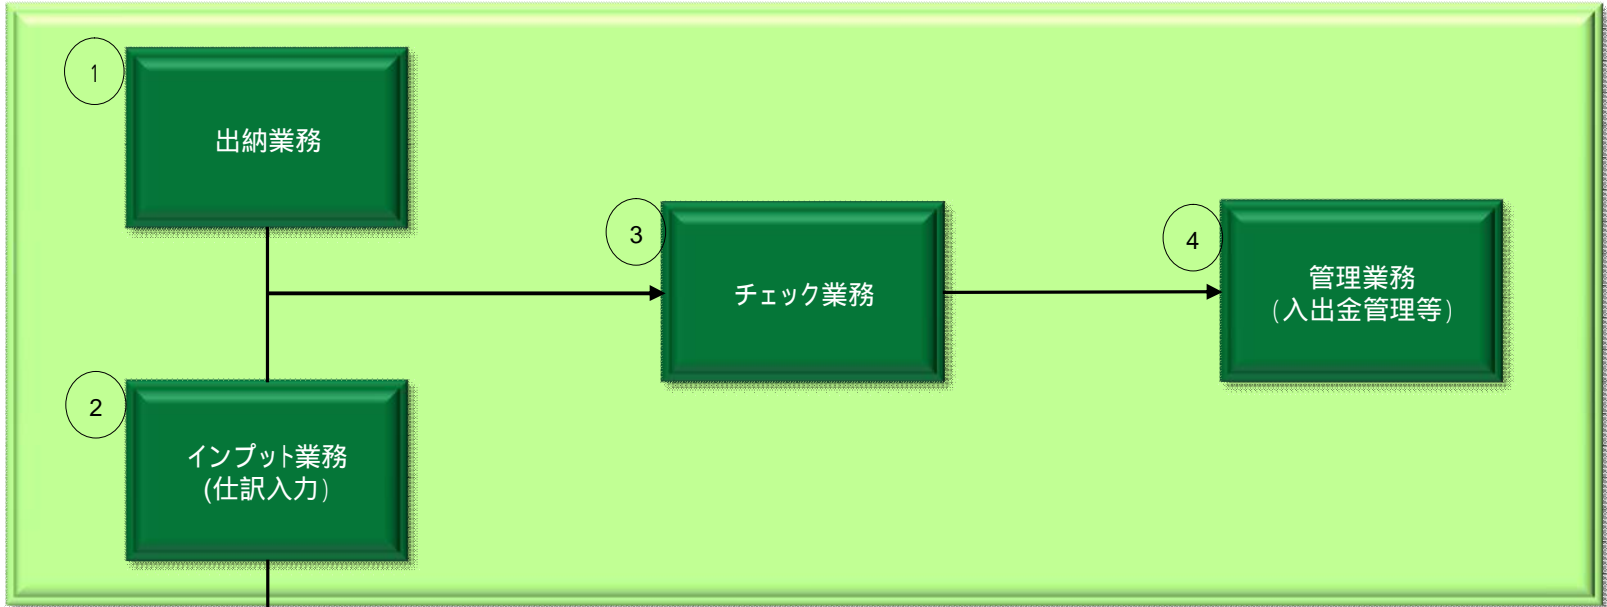 1
出納業務
3
チェック業務
4
管理業務
(入出金管理等)
2
インプット業務
(仕訳入力)